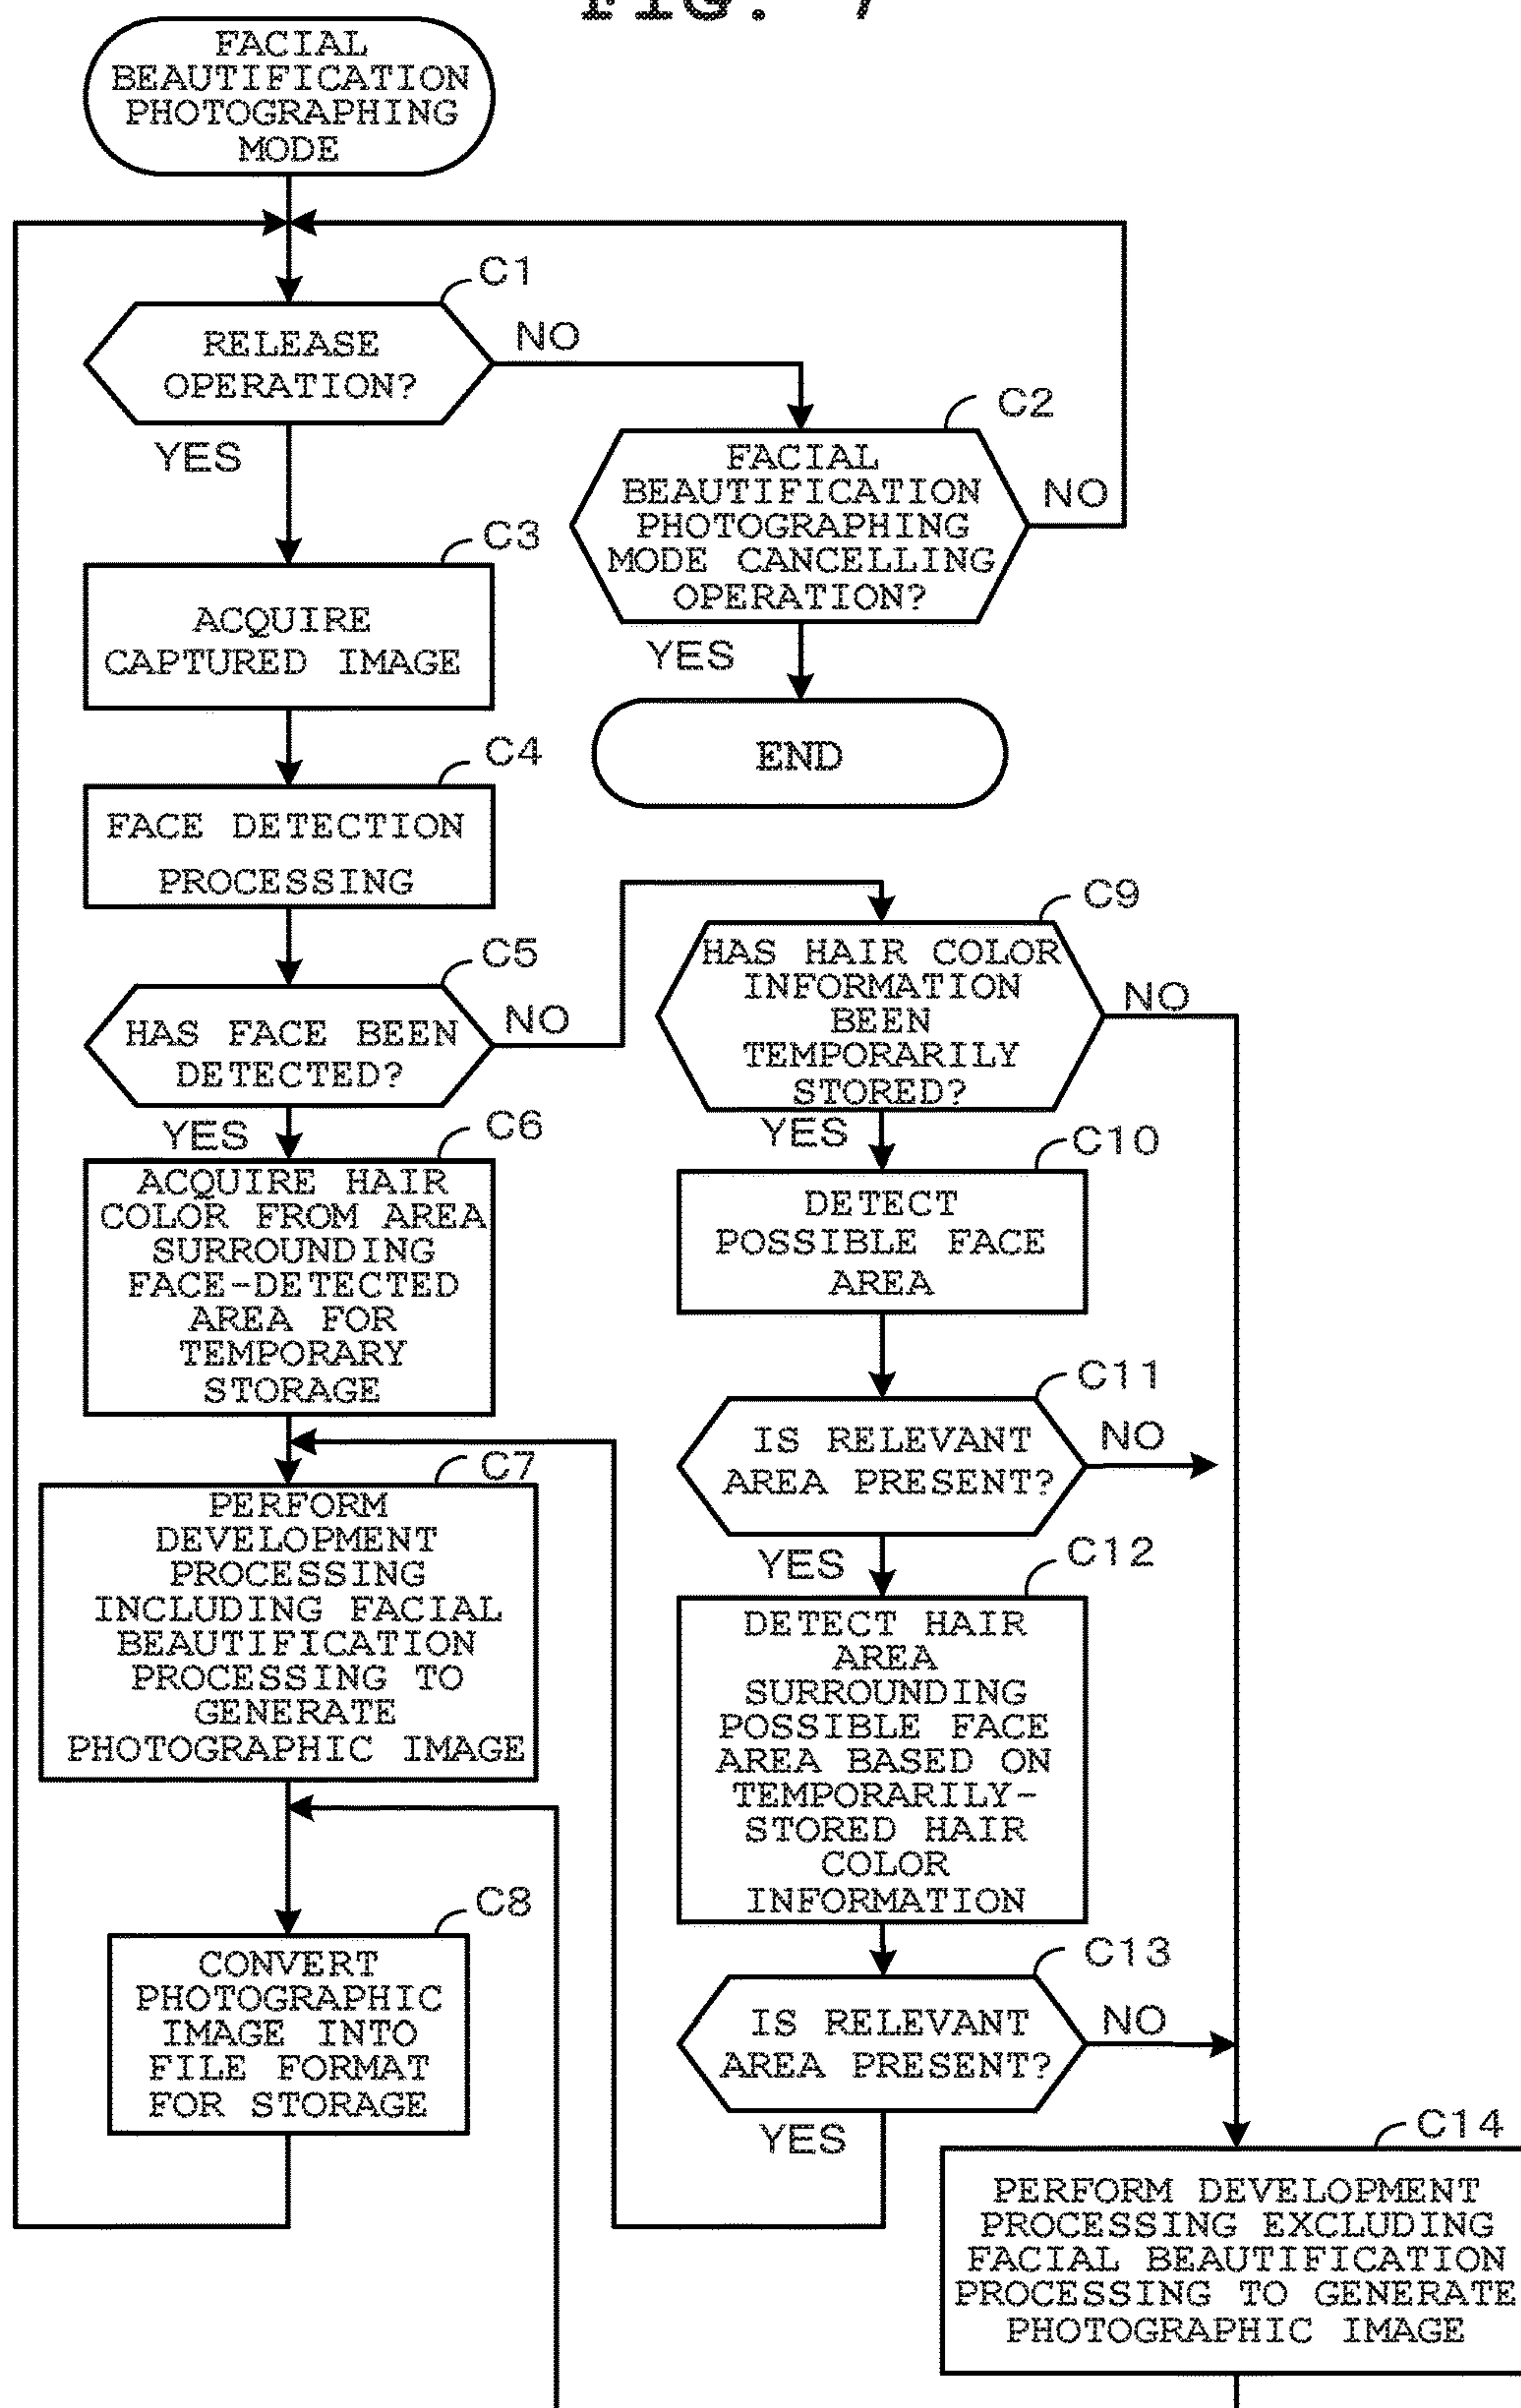 FIG. 7
FACIAL
BEAUTIFICATION
PHOTOGRAPHING
MODE
C1
RELEASE
OPERATION?
NO
YES
C2
FACIAL
BEAUTIFICATION
PHOTOGRAPHING
MODE CANCELLING
OPERATION?
NO
YES
END
C3
ACQUIRE
CAPTURED IMAGE
C4
FACE DETECTION
PROCESSING
C5
HAS FACE BEEN
DETECTED?
NO
YES
C6
ACQUIRE HAIR
COLOR FROM AREA
SURROUNDING
FACE-DETECTED
AREA FOR
TEMPORARY
STORAGE
C7
PERFORM
DEVELOPMENT
PROCESSING
INCLUDING FACIAL
BEAUTIFICATION
PROCESSING TO
GENERATE
PHOTOGRAPHIC IMAGE
C8
CONVERT
PHOTOGRAPHIC
IMAGE INTO
FILE FORMAT
FOR STORAGE
C9
HAS HAIR COLOR
INFORMATION
BEEN
TEMPORARILY
STORED?
NO
YES
C10
DETECT
POSSIBLE FACE
AREA
C11
IS RELEVANT
AREA PRESENT?
NO
YES
C12
DETECT HAIR
AREA
SURROUNDING
POSSIBLE FACE
AREA BASED ON
TEMPORARILY-
STORED HAIR
COLOR
INFORMATION
C13
IS RELEVANT
AREA PRESENT?
NO
YES
C14
PERFORM DEVELOPMENT
PROCESSING EXCLUDING
FACIAL BEAUTIFICATION
PROCESSING TO GENERATE
PHOTOGRAPHIC IMAGE